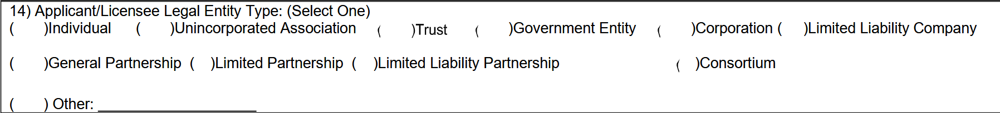 14) Applicant/Licensee Legal Entity Type: (Select One)
( )Individual ( )Unincorporated Association ( )Trust ( )Government Entity ( )Corporation ( )Limited Liability Company
( )General Partnership ( )Limited Partnership ( )Limited Liability Partnership ( )Consortium
( ) Other: ____________________